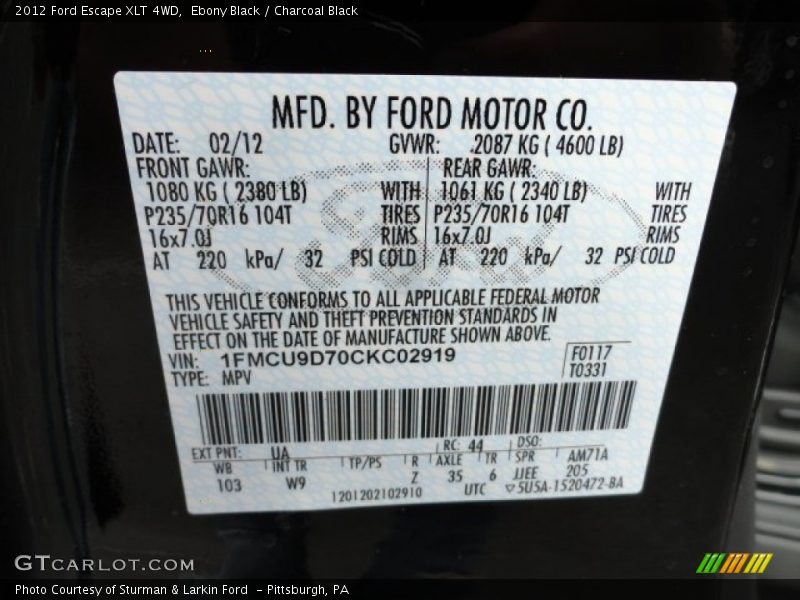 2012 Ford Escape XLT 4WD, Ebony Black / Charcoal Black
MFD. BY FORD MOTOR CO.
DATE: 02/12 GVWR: 2087 KG ( 4600 LB)
FRONT GAWR: REAR GAWR:
1080 KG ( 2380 LB) WITH 1061 KG ( 2340 LB) WITH
P235/70R16 104T TIRES P235/70R16 104T TIRES
16x7.0J RIMS 16x7.0J RIMS
AT 220 kPa/ 32 PSI COLD AT 220 kPa/ 32 PSI COLD
THIS VEHICLE CONFORMS TO ALL APPLICABLE FEDERAL MOTOR
VEHICLE SAFETY AND THEFT PREVENTION STANDARDS IN
EFFECT ON THE DATE OF MANUFACTURE SHOWN ABOVE.
VIN: 1FMCU9D70CKC02919 F0117
TYPE: MPV T0331
EXT PNT: UA RC: 44 DSO:
WB INT TR TP/PS R AXLE TR SPR AM71A
103 W9 Z 35 6 JJEE 205
1201202102910 UTC 5U5A-1520472-BA
GTCARLOT.COM
Photo Courtesy of Sturman & Larkin Ford - Pittsburgh, PA